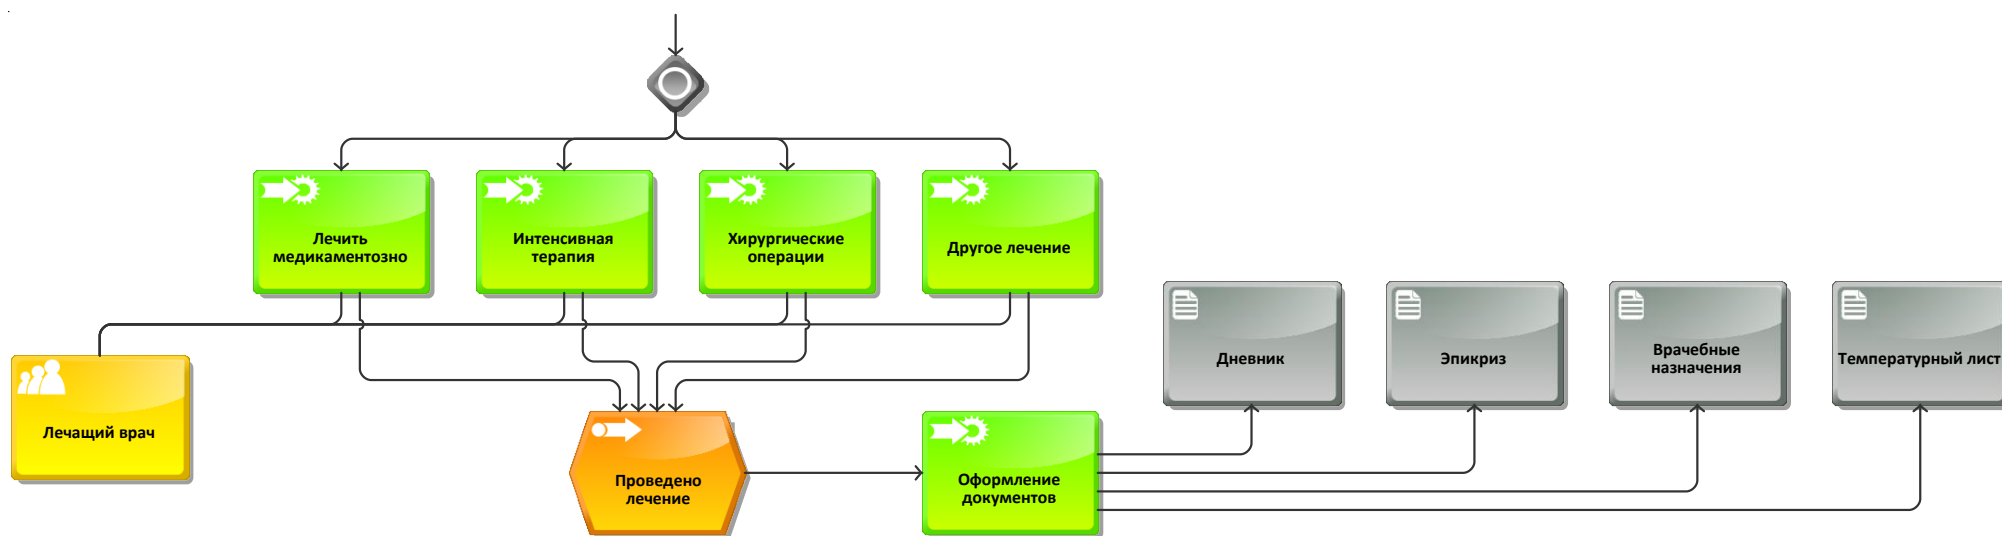 Лечить
медикаментозно
Интенсивная
терапия
Хирургические
операции
Другое лечение
Дневник
Эпикриз
Врачебные
назначения
Температурный лист
Лечащий врач
Проведено
лечение
Оформление
документов